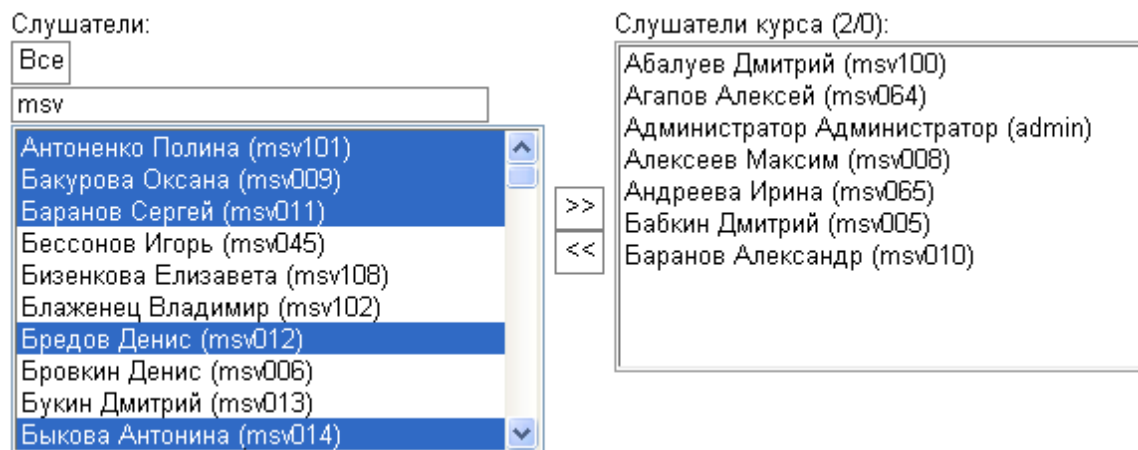 Слушатели:
Все
msv
Антоненко Полина (msv101)
Бакурова Оксана (msv009)
Баранов Сергей (msv011)
Бессонов Игорь (msv045)
Бизенкова Елизавета (msv108)
Блаженец Владимир (msv102)
Бредов Денис (msv012)
Бровкин Денис (msv006)
Букин Дмитрий (msv013)
Быкова Антонина (msv014)
>>
<<
Слушатели курса (2/0):
Абалуев Дмитрий (msv100)
Агапов Алексей (msv064)
Администратор Администратор (admin)
Алексеев Максим (msv008)
Андреева Ирина (msv065)
Бабкин Дмитрий (msv005)
Баранов Александр (msv010)